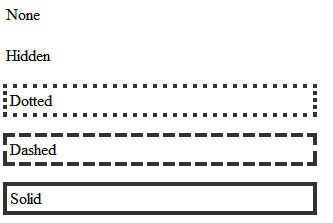 None
Hidden
Dotted
Dashed
Solid